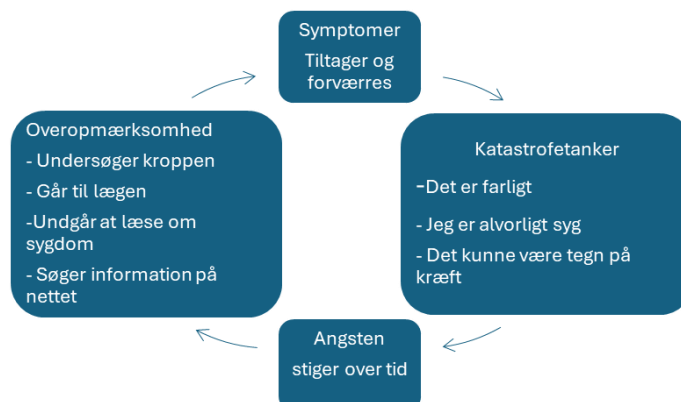 Symptomer
Tiltager og
forværres
Overopmærksomhed
- Undersøger kroppen
- Går til lægen
-Undgår at læse om
sygdom
- Søger information på
nettet
Katastrofetanker
-Det er farligt
- Jeg er alvorligt syg
- Det kunne være tegn på
kræft
Angsten
stiger over tid